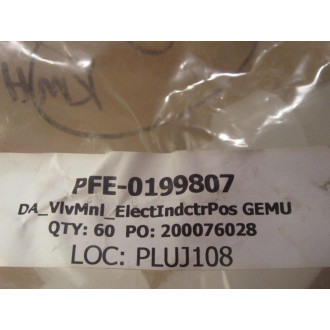 PFE-0199807
DA_VlvMnl_ElectIndctrPos GEMU
QTY: 60 PO: 200076028
LOC: PLUJ108